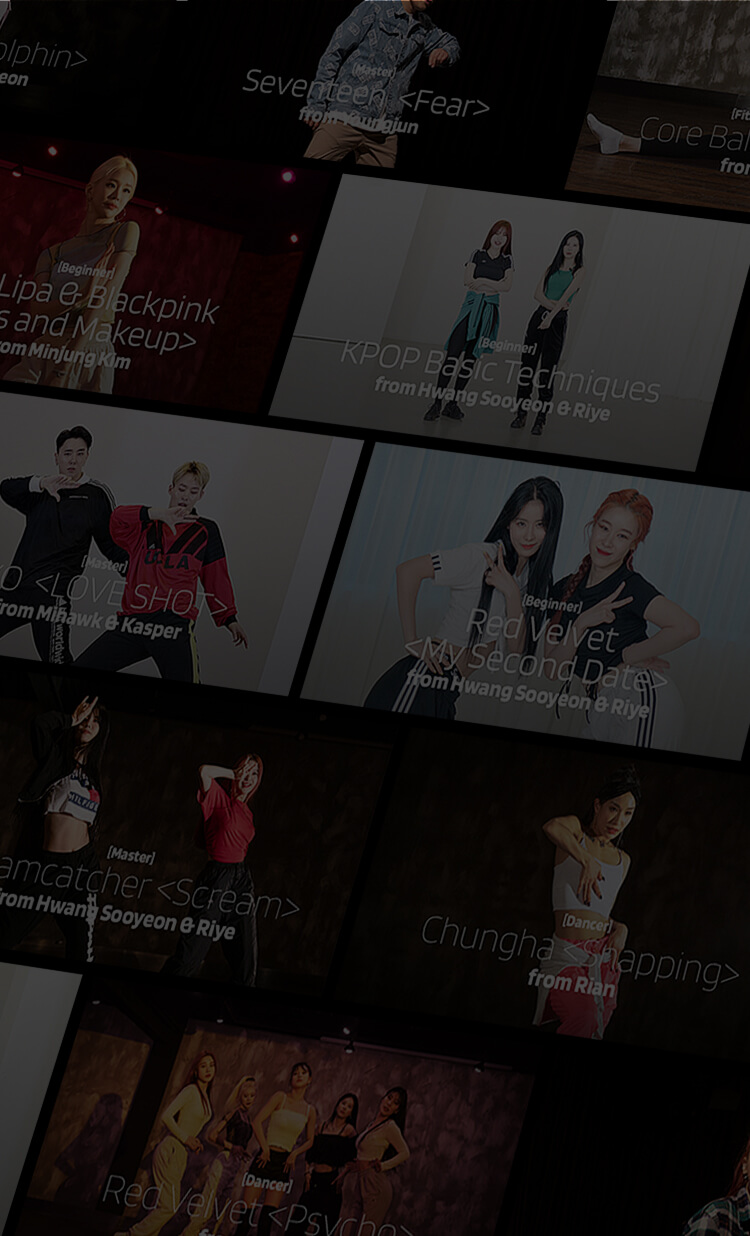 olphin>
eon
[Master]
Seventeen <Fear>
from Youngjun
[Fit
Core Bal
from
[Beginner]
Lipa & Blackpink
s and Makeup>
om Minjung Kim
[Beginner]
KPOP Basic Techniques
from Hwang Sooyeon & Riye
[Master]
O <LOVE SHOT>
from Mihawk & Kasper
[Beginner]
Red Velvet
<My Second Date>
from Hwang Sooyeon & Riye
[Master]
amcatcher <Scream>
from Hwang Sooyeon & Riye
[Dancer]
Chungha <Snapping>
from Rian
[Dancer]
Red Velvet <Psycho>